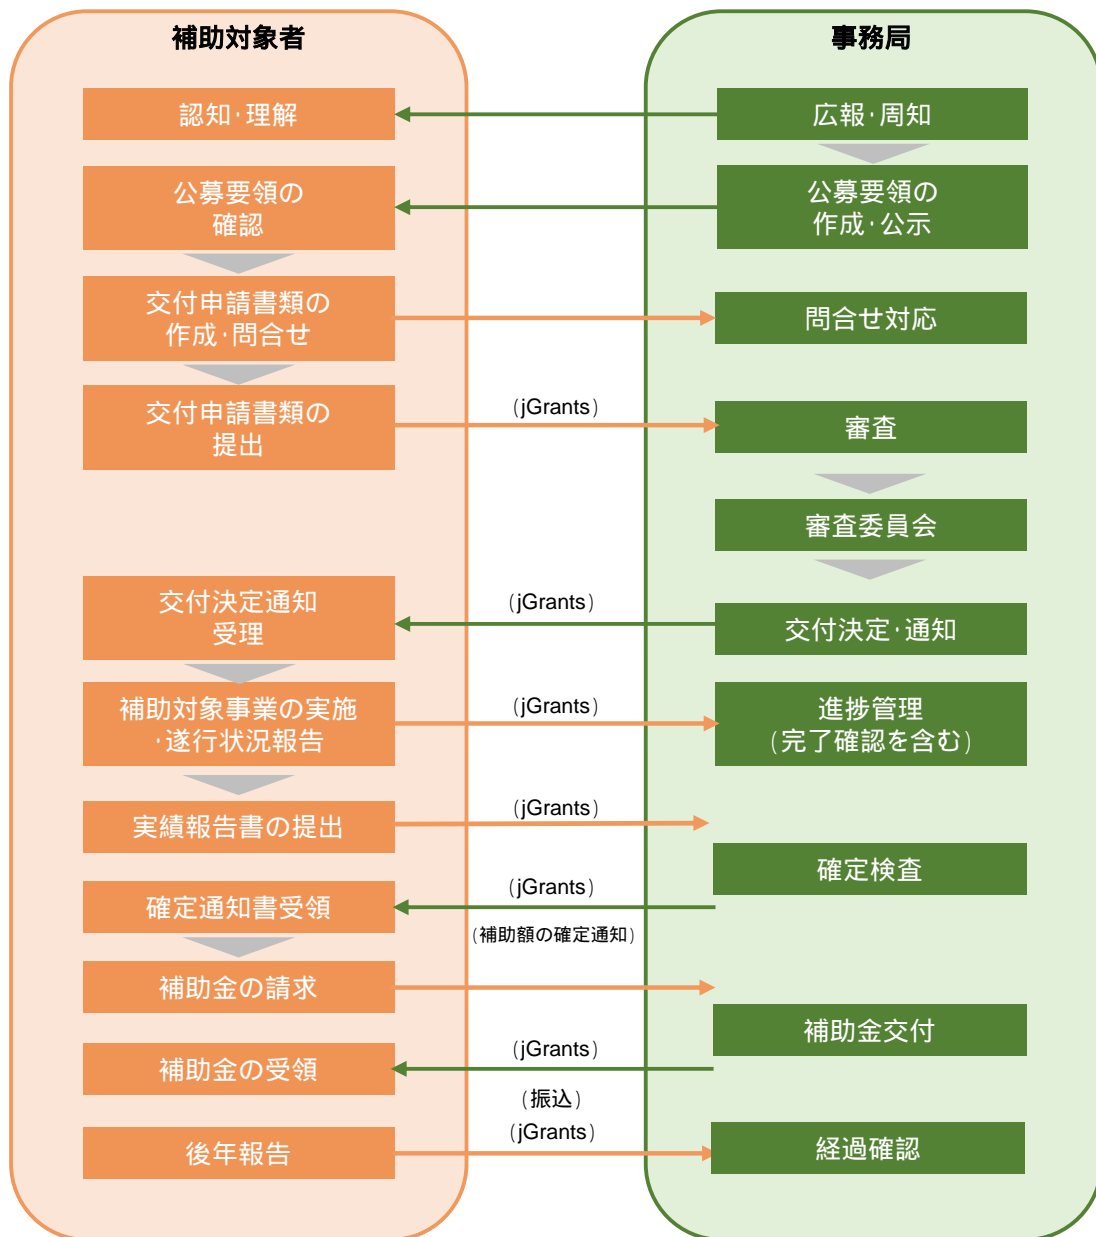 補助対象者
事務局
認知・理解
広報・周知
公募要領の
確認
公募要領の
作成・公示
交付申請書類の
作成・問合せ
問合せ対応
交付申請書類の
提出
(jGrants)
審査
審査委員会
交付決定通知
受理
(jGrants)
交付決定・通知
補助対象事業の実施
・遂行状況報告
(jGrants)
進捗管理
(完了確認を含む)
実績報告書の提出
(jGrants)
確定検査
確定通知書受領
(jGrants)
(補助額の確定通知)
補助金の請求
補助金交付
補助金の受領
(jGrants)
(振込)
後年報告
(jGrants)
経過確認